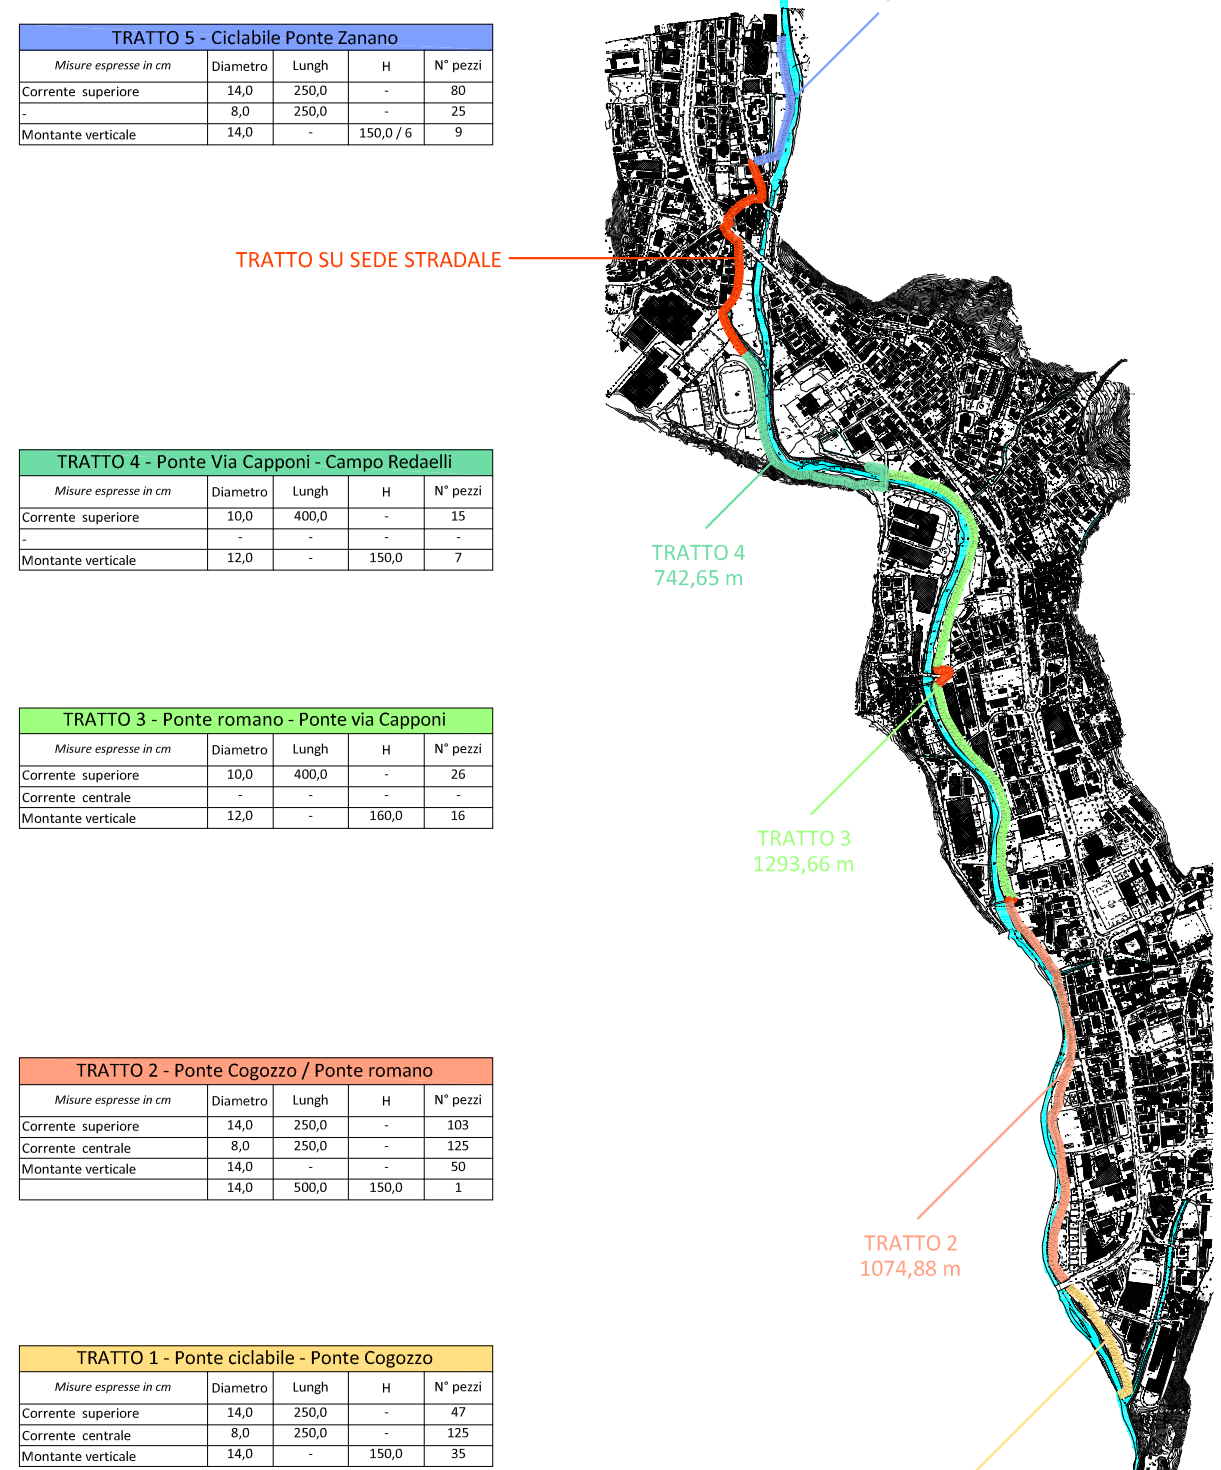 TRATTO 5 - Ciclabile Ponte Zanano
Misure espresse in cm Diametro Lungh H N° pezzi
Corrente superiore 14,0 250,0 - 80
- 8,0 250,0 - 25
Montante verticale 14,0 - 150,0 / 6 9
TRATTO SU SEDE STRADALE
TRATTO 4 - Ponte Via Capponi - Campo Redaelli
Misure espresse in cm Diametro Lungh H N° pezzi
Corrente superiore 10,0 400,0 - 15
- - - - -
Montante verticale 12,0 - 150,0 7
TRATTO 4
742,65 m
TRATTO 3 - Ponte romano - Ponte via Capponi
Misure espresse in cm Diametro Lungh H N° pezzi
Corrente superiore 10,0 400,0 - 26
Corrente centrale - - - -
Montante verticale 12,0 - 160,0 16
TRATTO 3
1293,66 m
TRATTO 2 - Ponte Cogozzo / Ponte romano
Misure espresse in cm Diametro Lungh H N° pezzi
Corrente superiore 14,0 250,0 - 103
Corrente centrale 8,0 250,0 - 125
Montante verticale 14,0 - - 50
14,0 500,0 150,0 1
TRATTO 2
1074,88 m
TRATTO 1 - Ponte ciclabile - Ponte Cogozzo
Misure espresse in cm Diametro Lungh H N° pezzi
Corrente superiore 14,0 250,0 - 47
Corrente centrale 8,0 250,0 - 125
Montante verticale 14,0 - 150,0 35